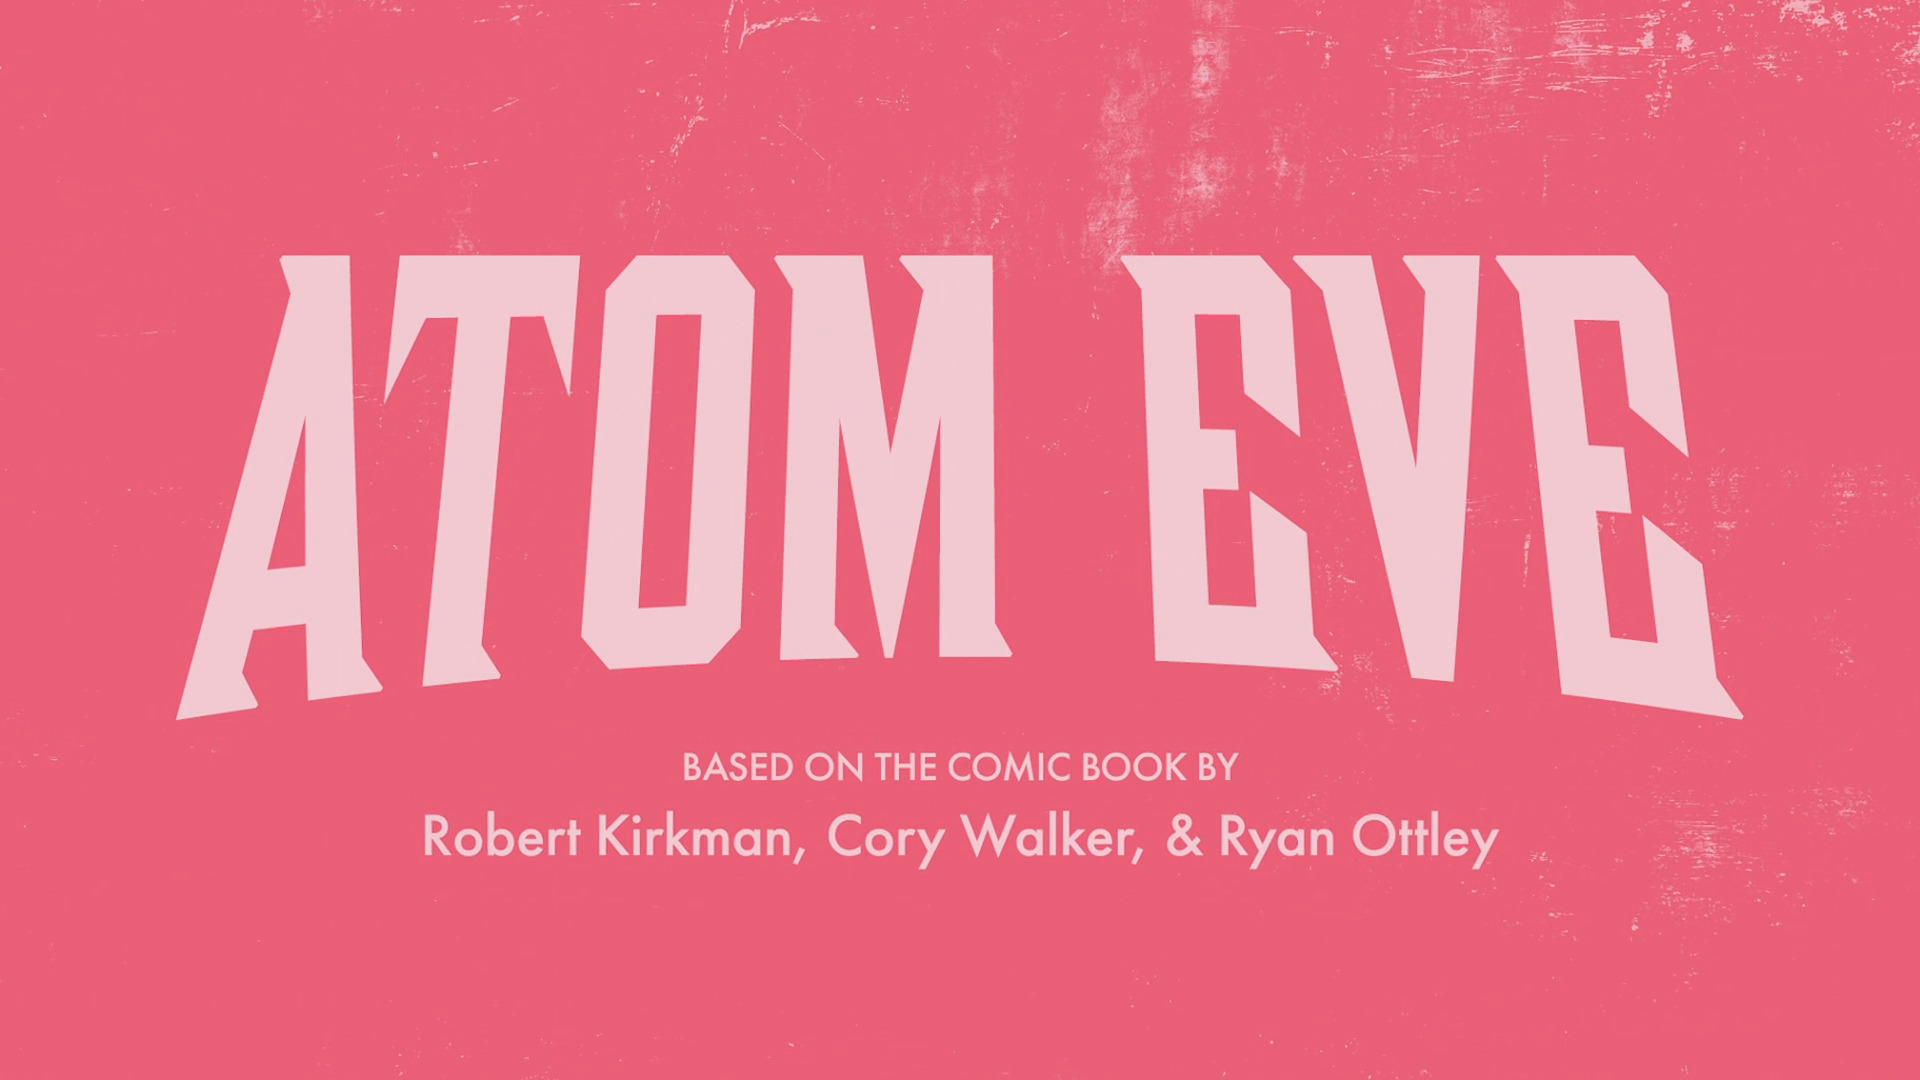 ATOM EVE
BASED ON THE COMIC BOOK BY
Robert Kirkman, Cory Walker, & Ryan Ottley